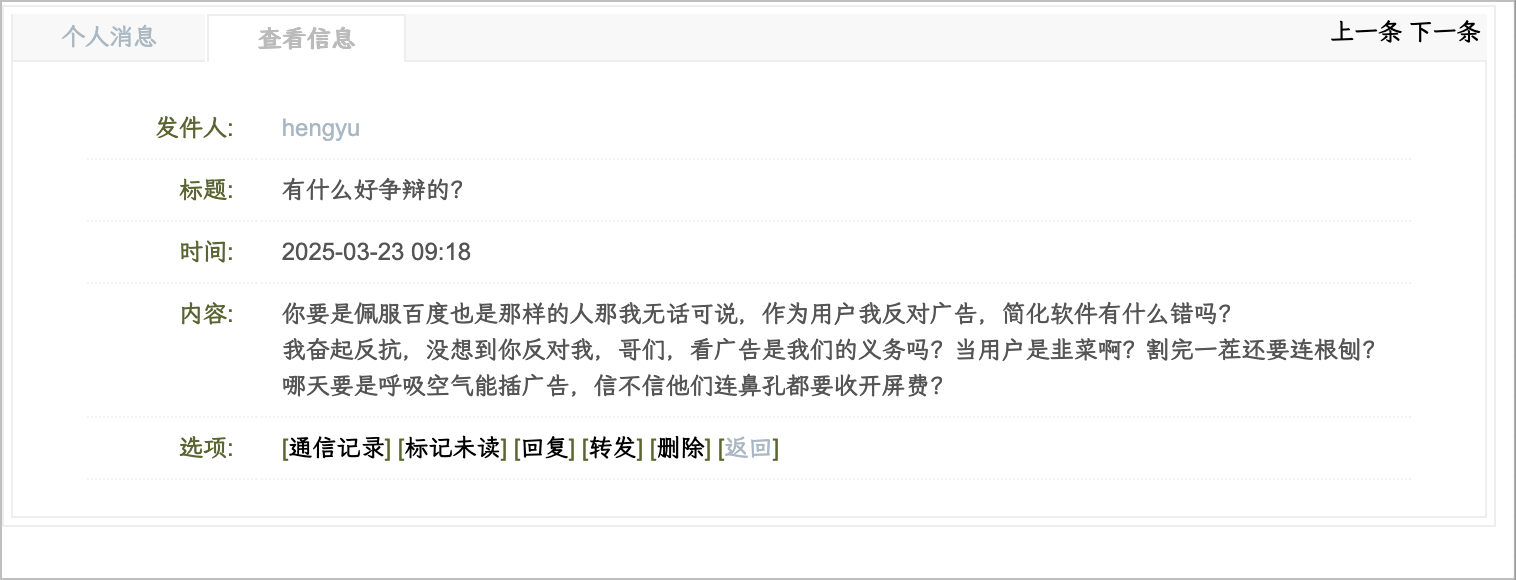 个人消息 查看信息 上一条 下一条
发件人: hengyu
标题: 有什么好争辩的？
时间: 2025-03-23 09:18
内容: 你要是佩服百度也是那样的人那我无话可说，作为用户我反对广告，简化软件有什么错吗？
我奋起反抗，没想到你反对我，哥们，看广告是我们的义务吗？当用户是韭菜啊？割完一茬还要连根刨？
哪天要是呼吸空气能插广告，信不信他们连鼻孔都要收开屏费？
选项: [通信记录] [标记未读] [回复] [转发] [删除] [返回]